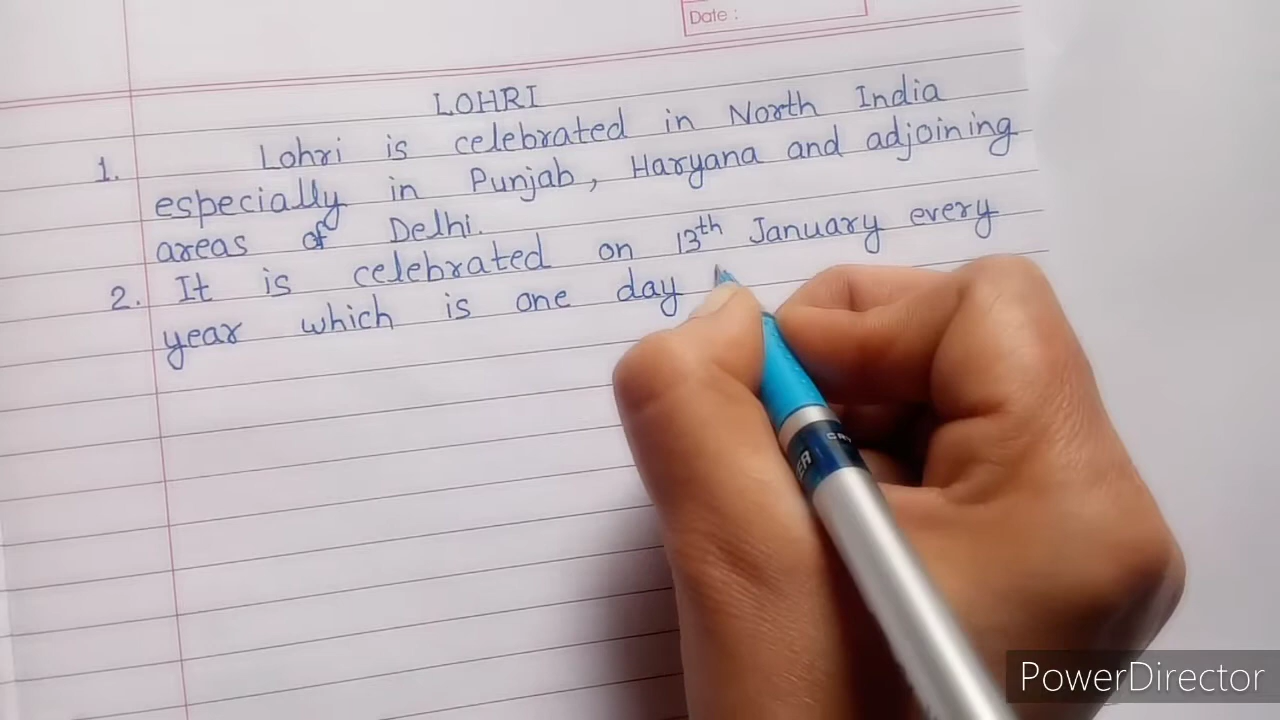 Date :
LOHRI
1. Lohri is celebrated in North India
especially in Punjab, Haryana and adjoining
areas of Delhi.
2. It is celebrated on 13th January every
year which is one day
PowerDirector